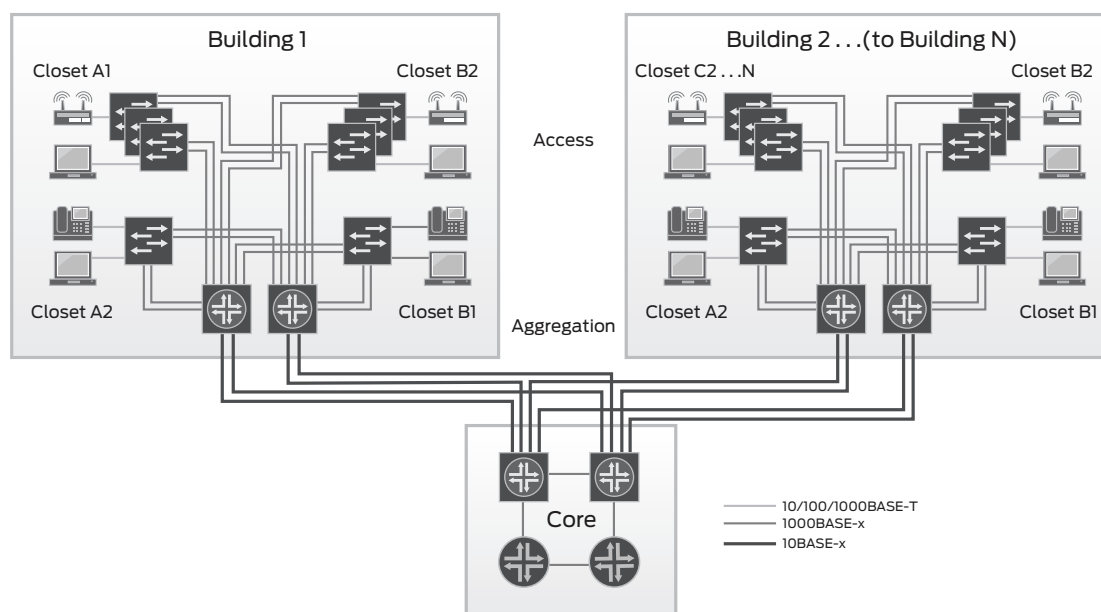 Building 1
Closet A1
Closet B2
Closet A2
Closet B1
Access
Aggregation
Building 2 . . .(to Building N)
Closet C2 . . .N
Closet B2
Closet A2
Closet B1
Core
10/100/1000BASE-T
1000BASE-x
10BASE-x